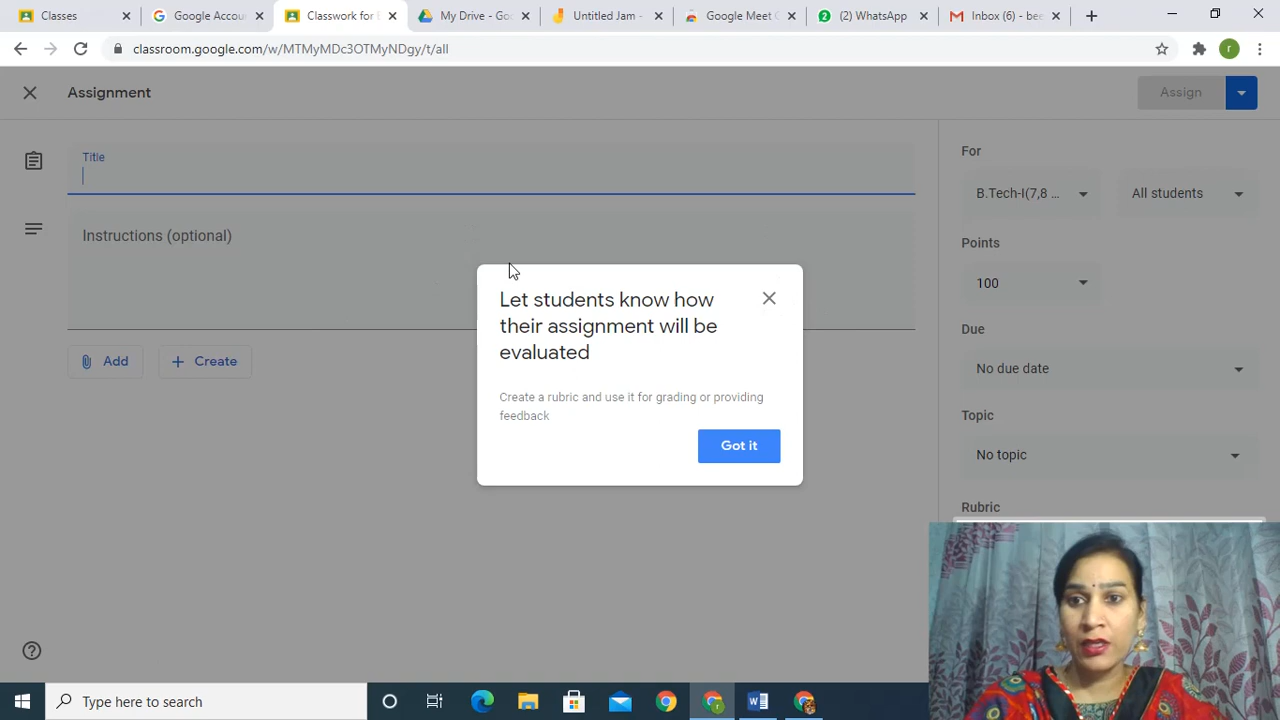 Classes
Google Accou
Classwork for B
My Drive - Goo
Untitled Jam -
Google Meet G
(2) WhatsApp
Inbox (6) - bee
classroom.google.com/w/MTMyMDc3OTMyNDgy/t/all
r
Assignment
Assign
Title
Instructions (optional)
Add
Create
For
B.Tech-I(7,8 ...
All students
Points
100
Due
No due date
Topic
No topic
Rubric
Let students know how
their assignment will be
evaluated
Create a rubric and use it for grading or providing
feedback
Got it
Type here to search